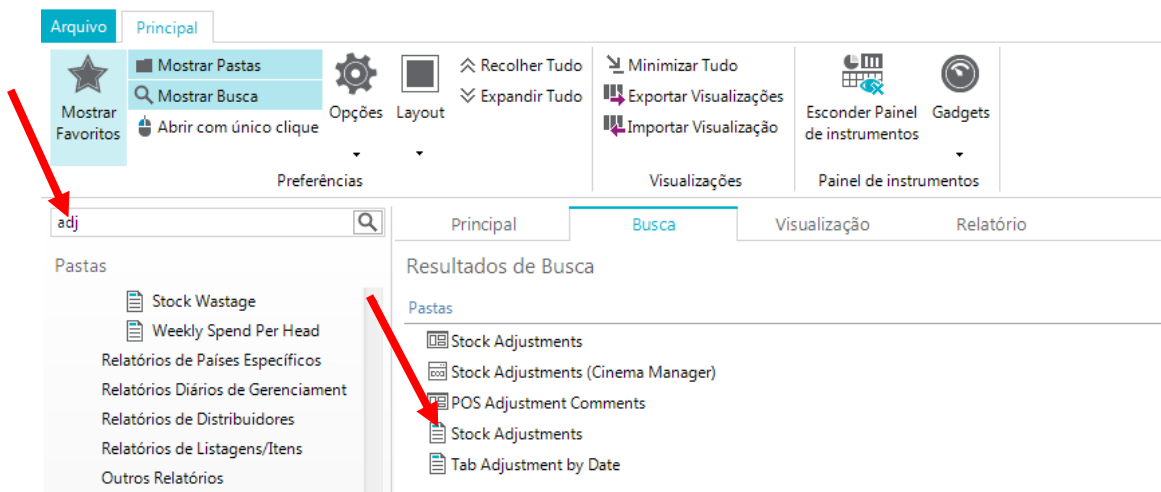 Arquivo Principal
Mostrar Favoritos
Mostrar Pastas
Mostrar Busca
Abrir com único clique
Opções
Layout
Recolher Tudo
Expandir Tudo
Preferências
Minimizar Tudo
Exportar Visualizações
Importar Visualização
Visualizações
Esconder Painel
de instrumentos
Gadgets
Painel de instrumentos
adj
Pastas
Stock Wastage
Weekly Spend Per Head
Relatórios de Países Específicos
Relatórios Diários de Gerenciament
Relatórios de Distribuidores
Relatórios de Listagens/Itens
Outros Relatórios
Principal Busca Visualização Relatório
Resultados de Busca
Pastas
Stock Adjustments
Stock Adjustments (Cinema Manager)
POS Adjustment Comments
Stock Adjustments
Tab Adjustment by Date